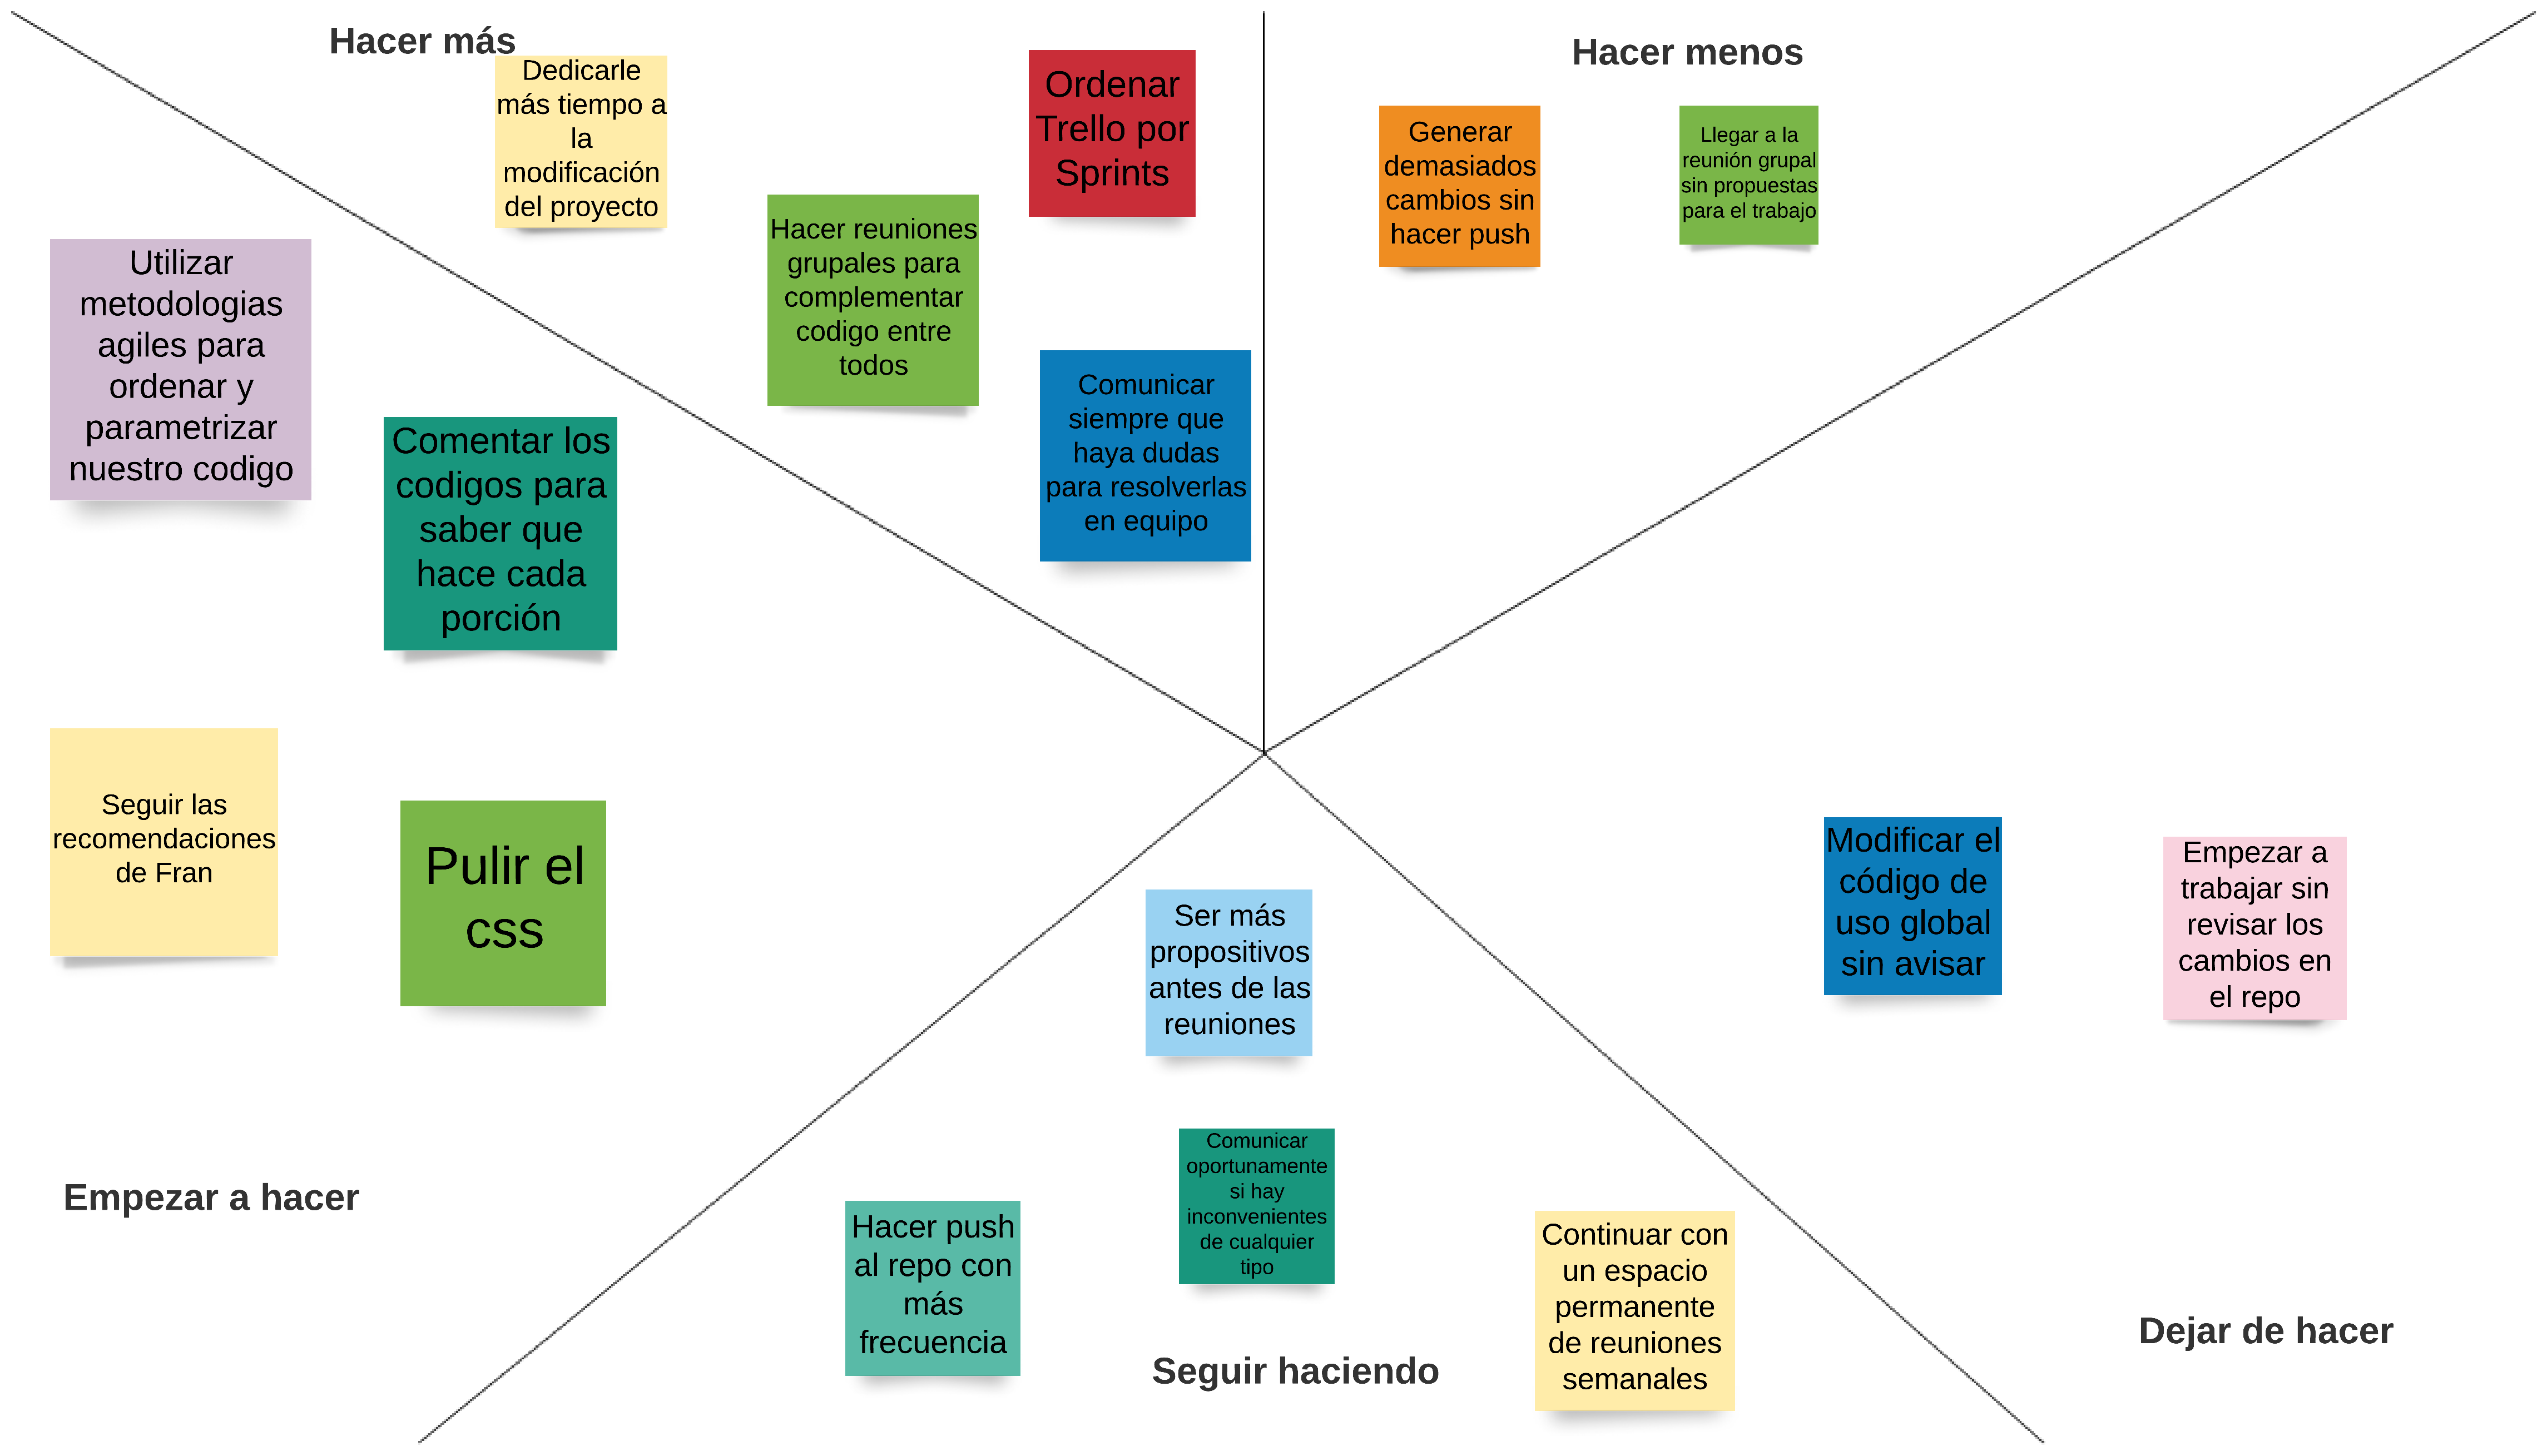 Hacer más
Dedicarle
más tiempo a
la
modificación
del proyecto
Hacer reuniones
grupales para
complementar
codigo entre
todos
Ordenar
Trello por
Sprints
Comunicar
siempre que
haya dudas
para resolverlas
en equipo
Hacer menos
Generar
demasiados
cambios sin
hacer push
Llegar a la
reunión grupal
sin propuestas
para el trabajo
Utilizar
metodologias
agiles para
ordenar y
parametrizar
nuestro codigo
Comentar los
codigos para
saber que
hace cada
porción
Seguir las
recomendaciones
de Fran
Pulir el
css
Empezar a hacer
Ser más
propositivos
antes de las
reuniones
Comunicar
oportunamente
si hay
inconvenientes
de cualquier
tipo
Hacer push
al repo con
más
frecuencia
Continuar con
un espacio
permanente
de reuniones
semanales
Seguir haciendo
Modificar el
código de
uso global
sin avisar
Empezar a
trabajar sin
revisar los
cambios en
el repo
Dejar de hacer